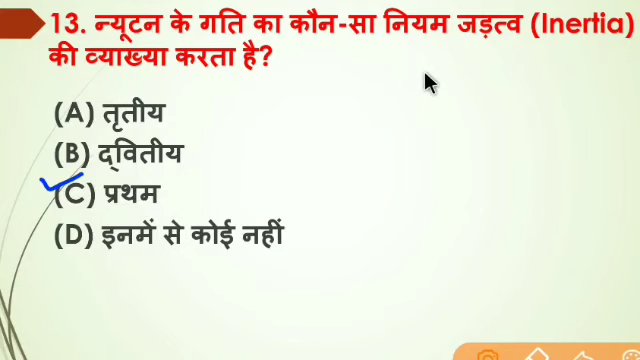 13. न्यूटन के गति का कौन-सा नियम जड़त्व (Inertia)
की व्याख्या करता है?
(A) तृतीय
(B) द्वितीय
(C) प्रथम
(D) इनमें से कोई नहीं